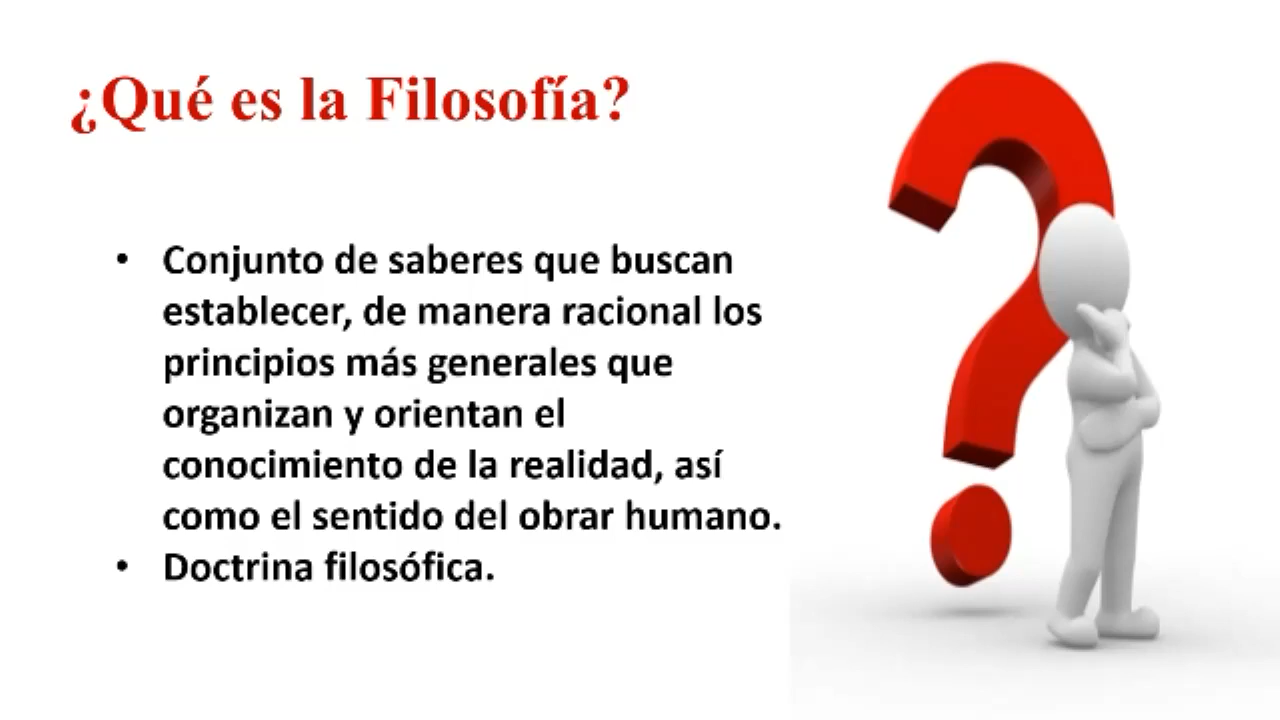 ¿Qué es la Filosofía?
• Conjunto de saberes que buscan
establecer, de manera racional los
principios más generales que
organizan y orientan el
conocimiento de la realidad, así
como el sentido del obrar humano.
• Doctrina filosófica.